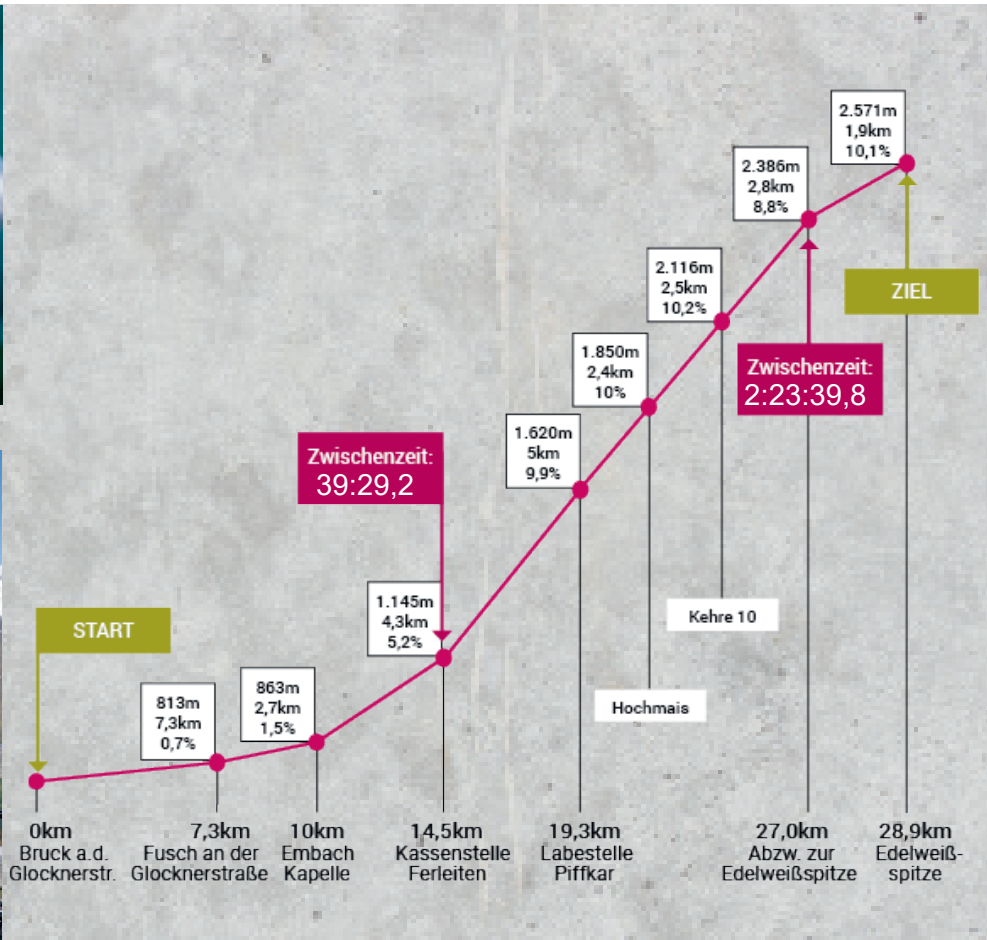 2.571m
1,9km
10,1%
2.386m
2,8km
8,8%
2.116m
2,5km
10,2%
ZIEL
1.850m
2,4km
10%
Zwischenzeit:
2:23:39,8
1.620m
5km
9,9%
Zwischenzeit:
39:29,2
1.145m
4,3km
5,2%
START
Kehre 10
813m
7,3km
0,7%
863m
2,7km
1,5%
Hochmais
0km
Bruck a.d.
Glocknerstr.
7,3km
Fusch an der
Glocknerstraße
10km
Embach
Kapelle
14,5km
Kassenstelle
Ferleiten
19,3km
Labestelle
Piffkar
27,0km
Abzw. zur
Edelweißspitze
28,9km
Edelweiß-
spitze